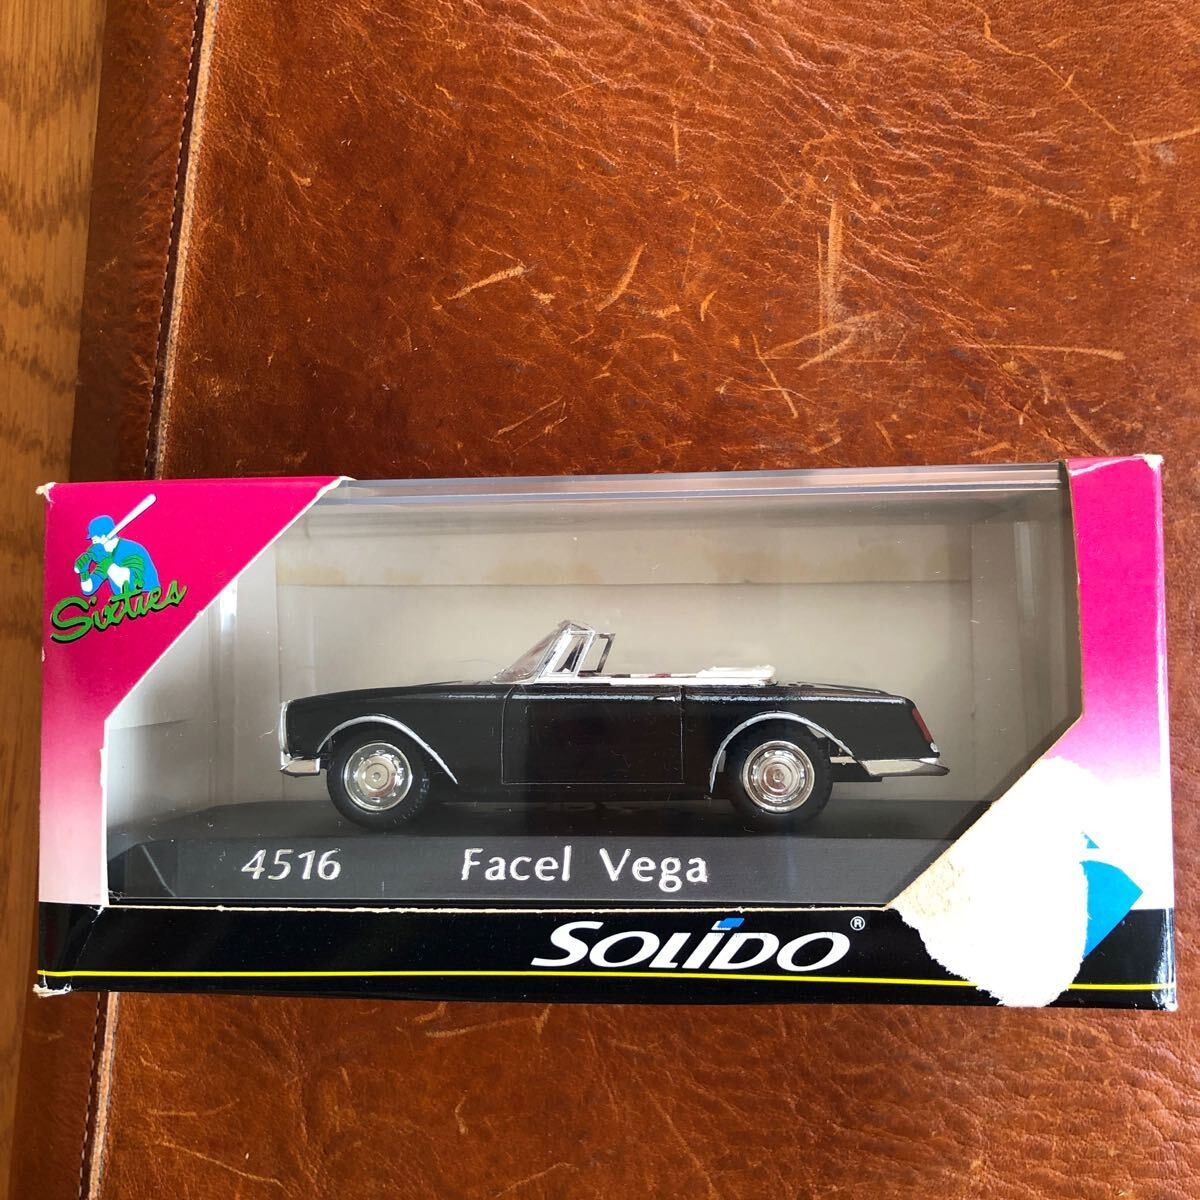 Sixties
4516 Facel Vega
SOLIDO®